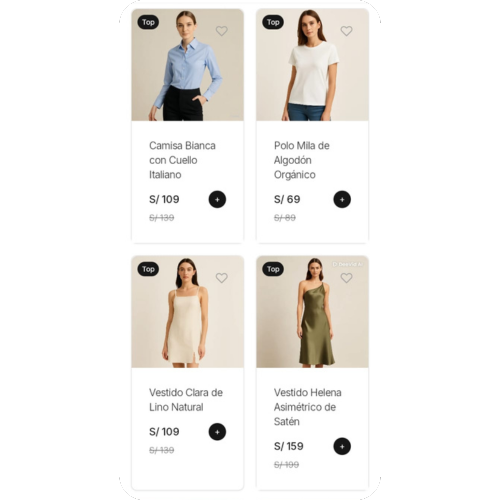 Top
Camisa Bianca
con Cuello
Italiano
S/ 109
+
S/ 139
Top
Polo Mila de
Algodón
Orgánico
S/ 69
+
S/ 89
Top
Vestido Clara de
Lino Natural
S/ 109
+
S/ 139
Top
Vestido Helena
Asimétrico de
Satén
S/ 159
+
S/ 199